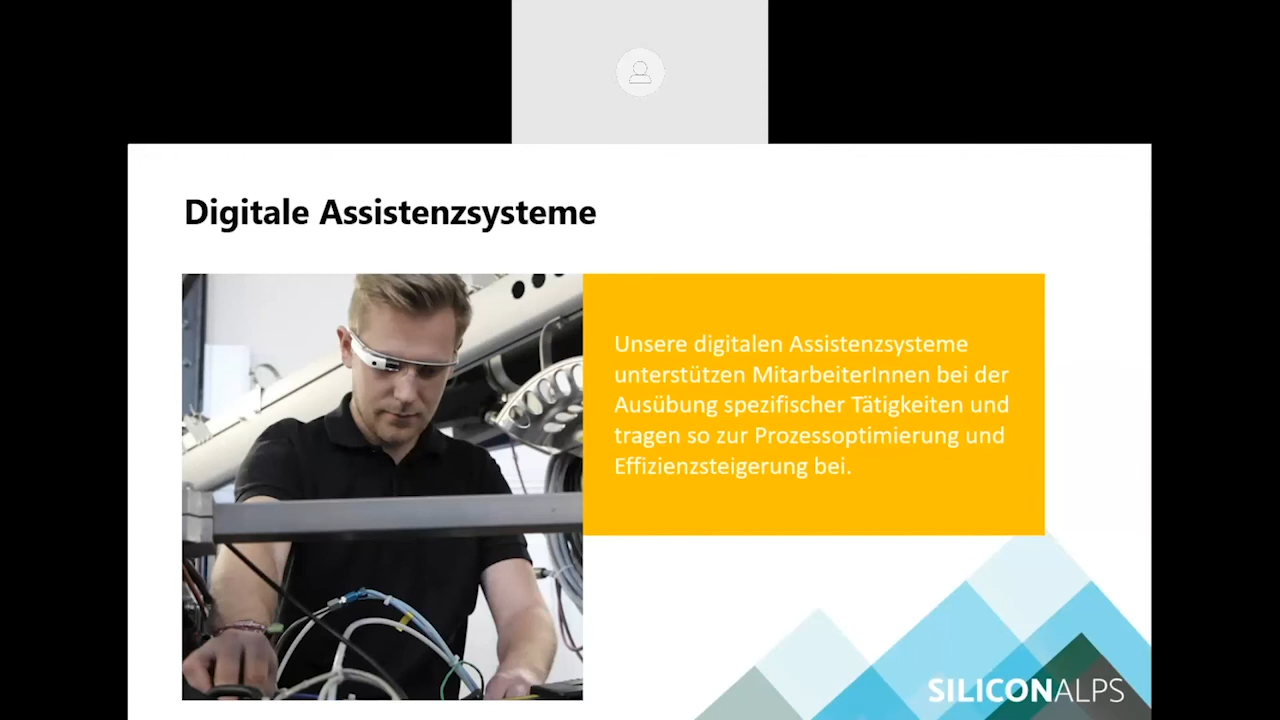 Digitale Assistenzsysteme
Unsere digitalen Assistenzsysteme
unterstützen MitarbeiterInnen bei der
Ausübung spezifischer Tätigkeiten und
tragen so zur Prozessoptimierung und
Effizienzsteigerung bei.
SILICONALPS